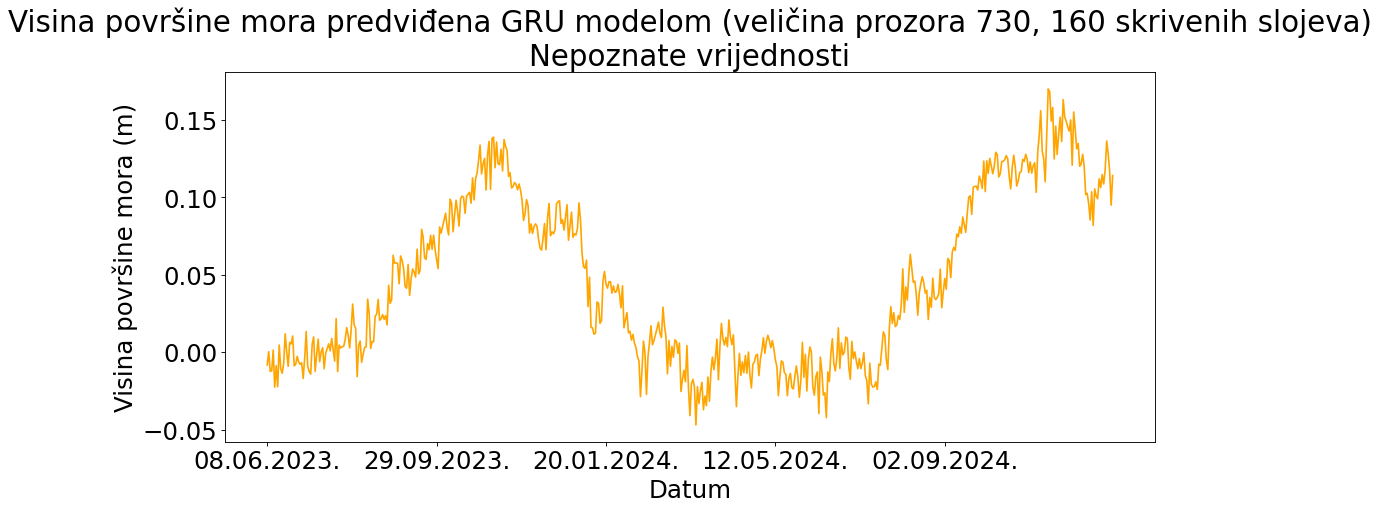 Visina površine mora predviđena GRU modelom (veličina prozora 730, 160 skrivenih slojeva)
Nepoznate vrijednosti
Visina površine mora (m)
0.15
0.10
0.05
0.00
−0.05
08.06.2023. 29.09.2023. 20.01.2024. 12.05.2024. 02.09.2024.
Datum